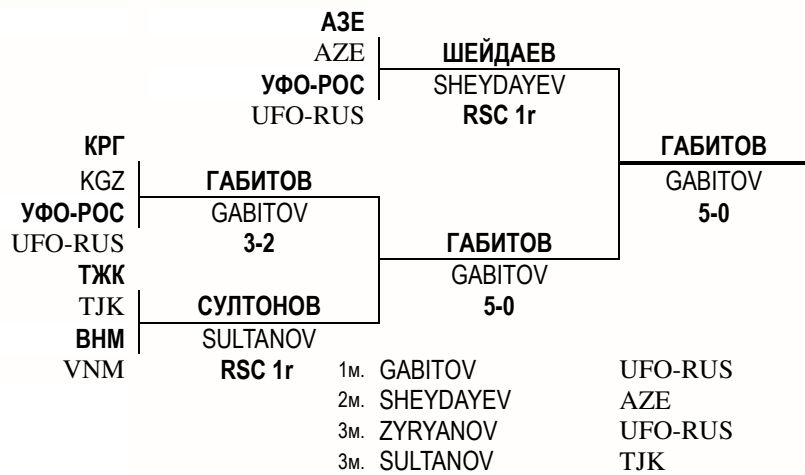 АЗЕ
AZE ШЕЙДАЕВ
УФО-РОС SHEYDAYEV
UFO-RUS RSC 1r
КРГ ГАБИТОВ
KGZ ГАБИТОВ GABITOV
УФО-РОС GABITOV 5-0
UFO-RUS 3-2 ГАБИТОВ
ТЖК GABITOV
TJK СУЛТОНОВ 5-0
ВНМ SULTANOV
VNM RSC 1r 1м. GABITOV UFO-RUS
2м. SHEYDAYEV AZE
3м. ZYRYANOV UFO-RUS
3м. SULTANOV TJK